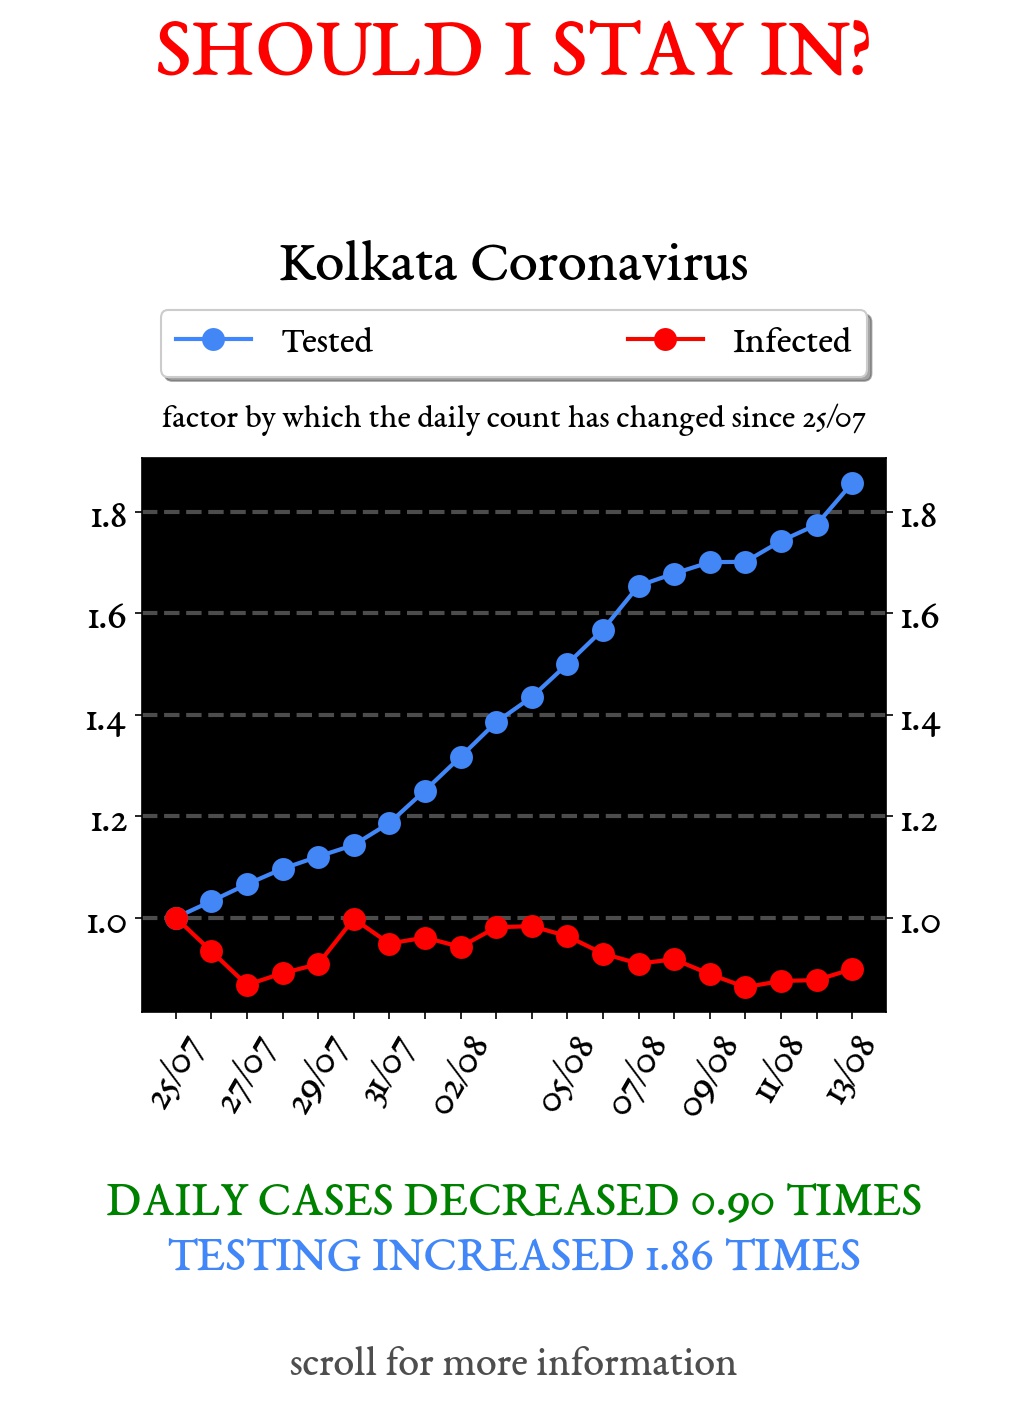 SHOULD I STAY IN?
Kolkata Coronavirus
Tested Infected
factor by which the daily count has changed since 25/07
1.8 1.8
1.6 1.6
1.4 1.4
1.2 1.2
1.0 1.0
25/07 27/07 29/07 31/07 02/08 05/08 07/08 09/08 11/08 13/08
DAILY CASES DECREASED 0.90 TIMES
TESTING INCREASED 1.86 TIMES
scroll for more information